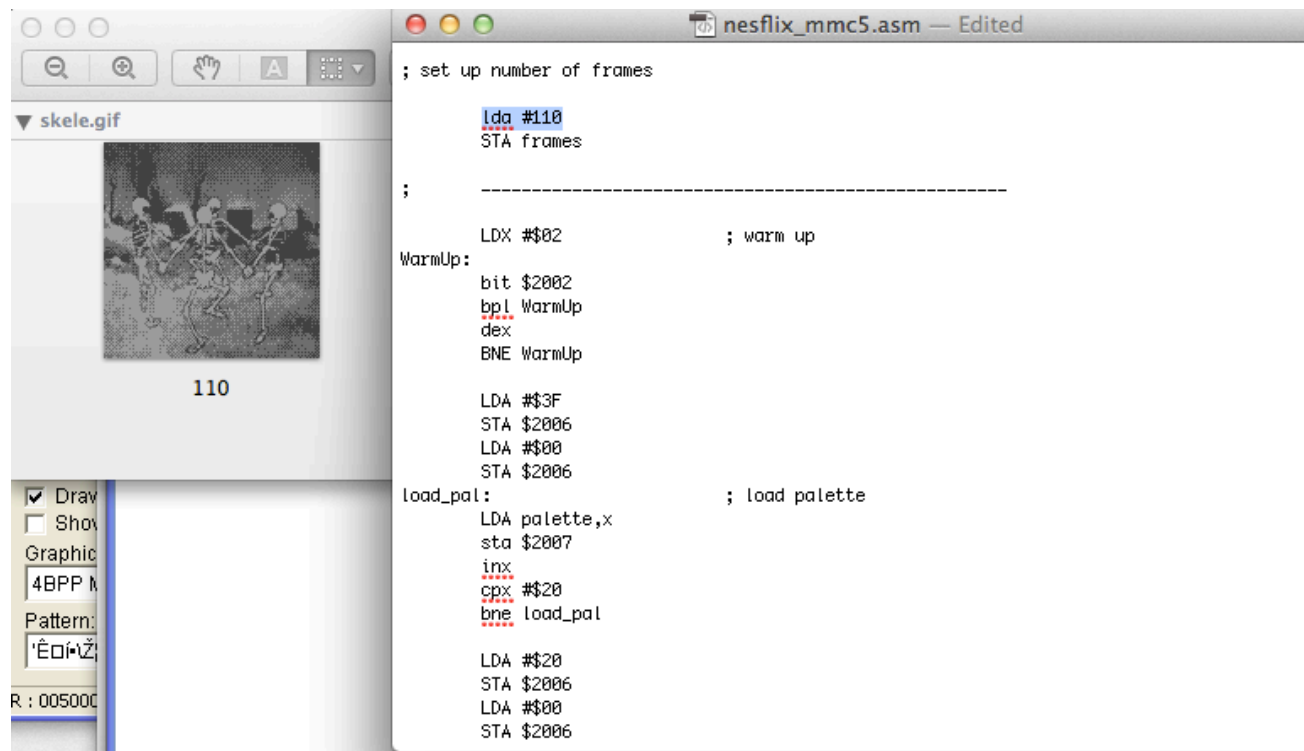 skele.gif
110
Drav
Shov
Graphic
4BPP M
Pattern:
R : 005000
nesflix_mmc5.asm — Edited
; set up number of frames
lda #110
STA frames
; ----------------------------------------------------
LDX #$02 ; warm up
WarmUp:
bit $2002
bpl WarmUp
dex
BNE WarmUp
LDA #$3F
STA $2006
LDA #$00
STA $2006
load_pal: ; load palette
LDA palette,x
sta $2007
inx
cpx #$20
bne load_pal
LDA #$20
STA $2006
LDA #$00
STA $2006